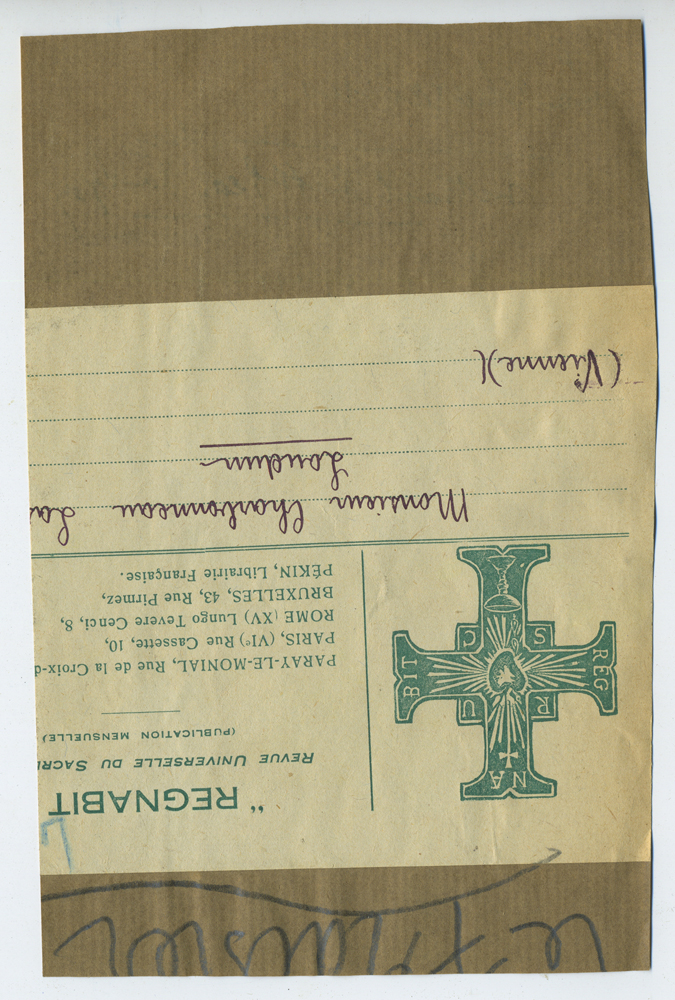 " REGNABIT
REVUE UNIVERSELLE DU SACRÉ
(PUBLICATION MENSUELLE)
PARAY-LE-MONIAL, Rue de la Croix-d
PARIS, (VIe) Rue Cassette, 10,
ROME (XV) Lungo Tevere Cenci, 8,
BRUXELLES, 43, Rue Pirmez,
PÉKIN, Librairie Française.
NA
R U
REG BIT
S C
Monsieur Charbonneau Las
Loudun
(Vienne)